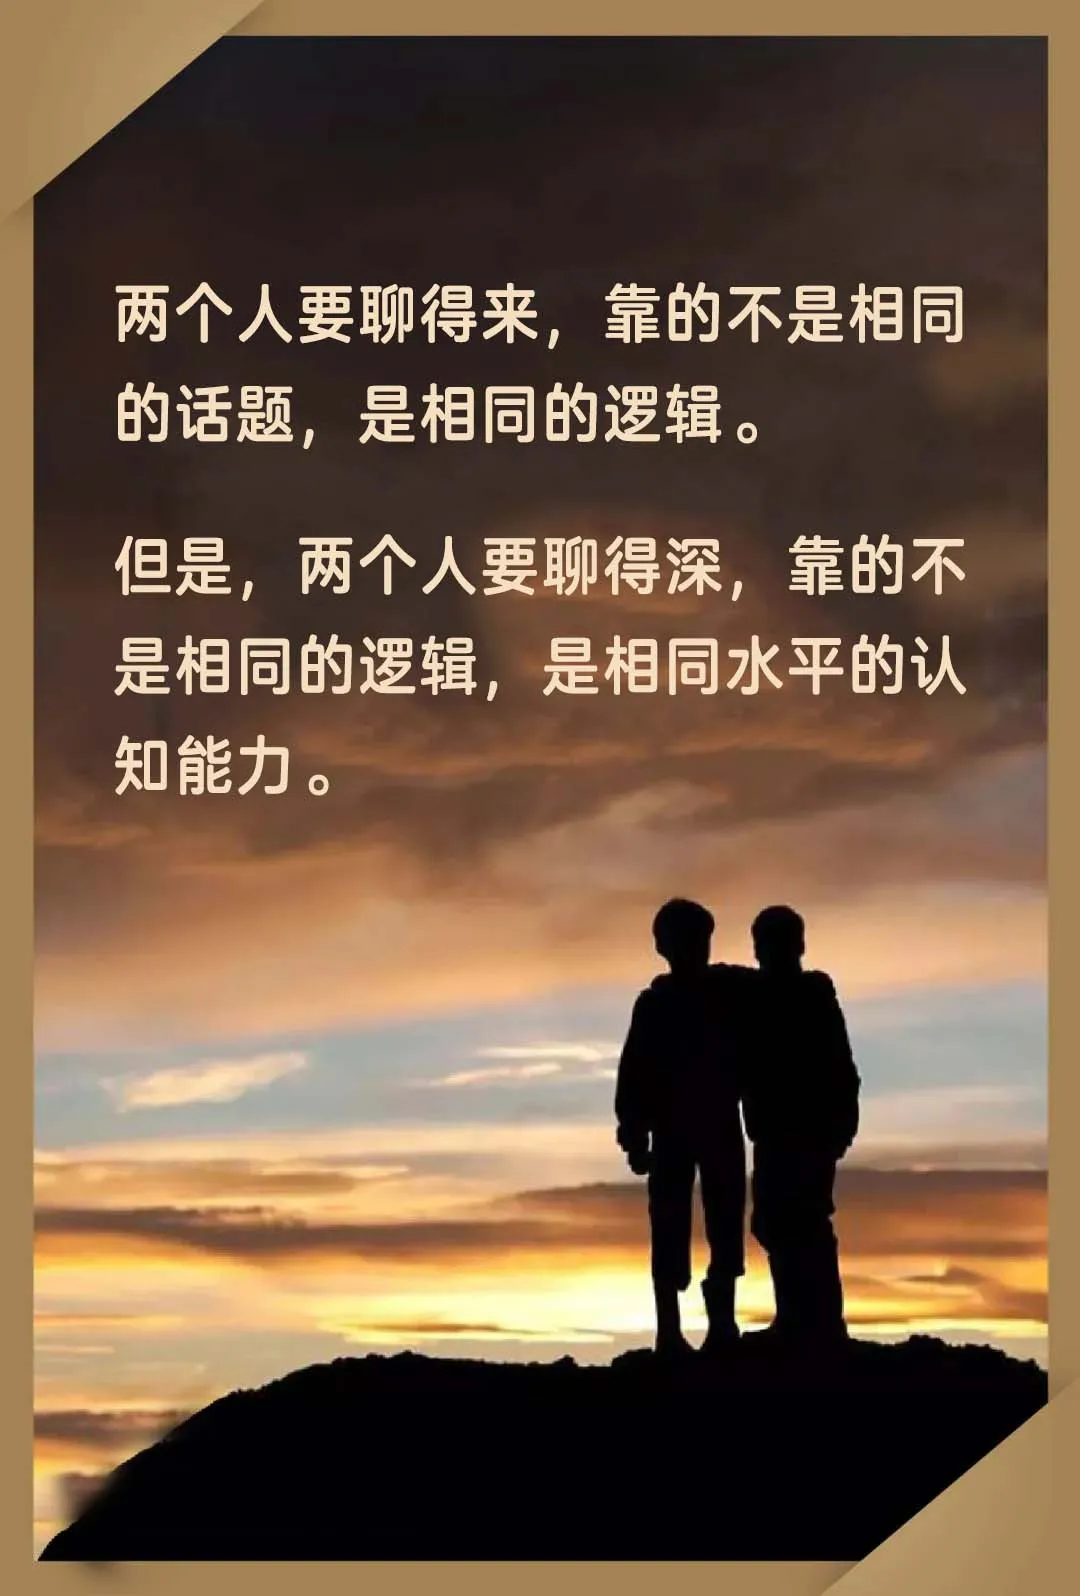 两个人要聊得来，靠的不是相同
的话题，是相同的逻辑。
但是，两个人要聊得深，靠的不
是相同的逻辑，是相同水平的认
知能力。